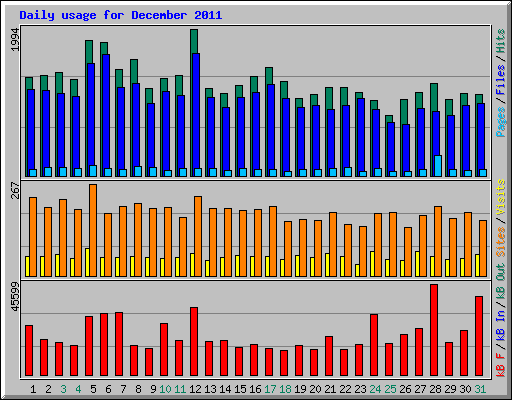 Daily usage for December 2011
1994
Pages / Files / Hits
267
Sites / Visits
45599
kB F / kB In / kB Out
1 2 3 4 5 6 7 8 9 10 11 12 13 14 15 16 17 18 19 20 21 22 23 24 25 26 27 28 29 30 31